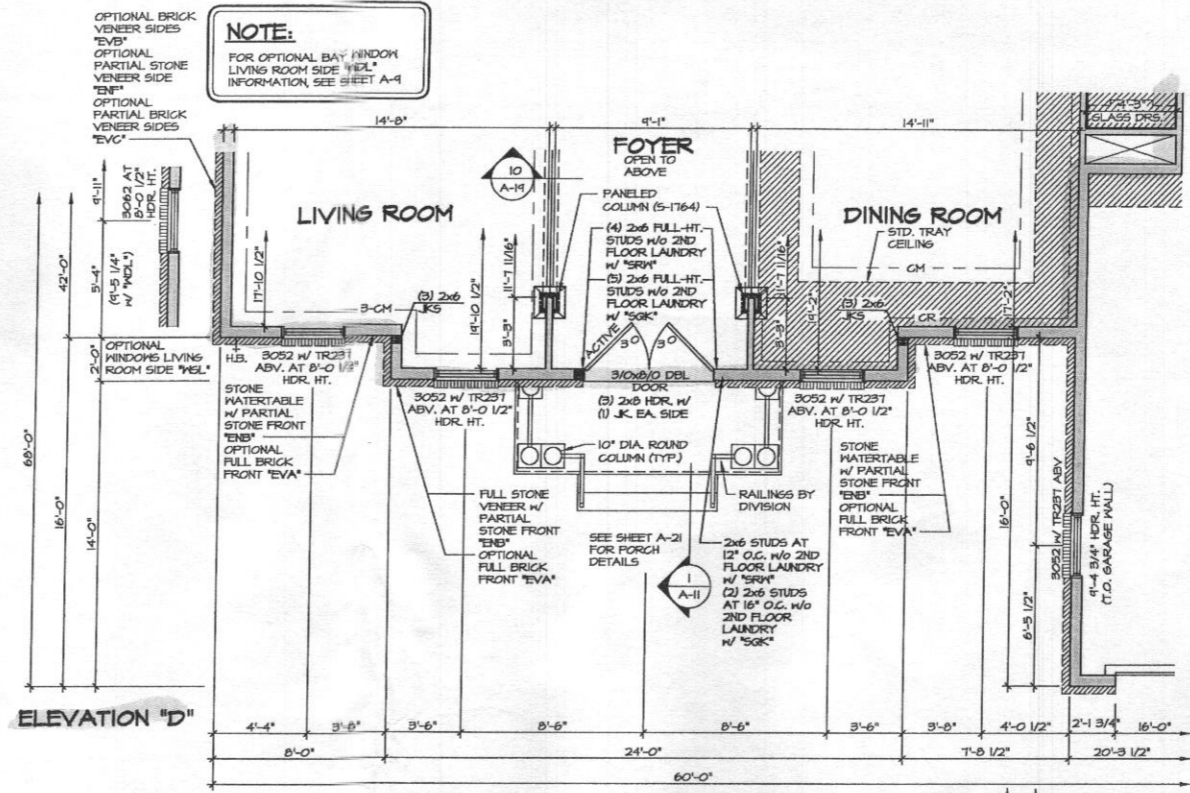 OPTIONAL BRICK
VENEER SIDES
"EVB"
OPTIONAL
PARTIAL STONE
VENEER SIDE
"ENF"
OPTIONAL
PARTIAL BRICK
VENEER SIDES
"EVC"
NOTE:
FOR OPTIONAL BAY WINDOW
LIVING ROOM SIDE "WDL"
INFORMATION, SEE SHEET A-9
14'-8"
9'-1"
14'-11"
GLASS DRS.
FOYER
OPEN TO
ABOVE
10
A-19
PANELED
COLUMN (S-1764)
LIVING ROOM
DINING ROOM
STD. TRAY
CEILING
CM
(4) 2x6 FULL-HT.
STUDS W/o 2ND
FLOOR LAUNDRY
W/ "SRW"
(5) 2x6 FULL-HT.
STUDS W/o 2ND
FLOOR LAUNDRY
W/ "SGK"
9'-11"
3062 AT
8'-0 1/2"
HDR. HT.
5'-4"
(9'-5 1/4"
W/ "WDL")
42'-0"
68'-0"
17'-10 1/2"
19'-10 1/2"
11'-7 11/16"
3'-3"
11'-7 11/16"
3'-3"
19'-2"
17'-2"
3-CM
(3) 2x6
JKS
(3) 2x6
JKS
CR
ACTIVE
3 0
3 0
H.B.
OPTIONAL
WINDOWS LIVING
ROOM SIDE "WSL"
2'-0"
16'-0"
14'-0"
3052 W/ TR237
ABV. AT 8'-0 1/2"
HDR. HT.
3052 W/ TR237
ABV. AT 8'-0 1/2"
HDR. HT.
3/0x8/0 DBL
DOOR
(3) 2x8 HDR. W/
(1) JK. EA. SIDE
3052 W/ TR237
ABV. AT 8'-0 1/2"
HDR. HT.
3052 W/ TR237
ABV. AT 8'-0 1/2"
HDR. HT.
STONE
WATERTABLE
W/ PARTIAL
STONE FRONT
"ENB"
OPTIONAL
FULL BRICK
FRONT "EVA"
10" DIA. ROUND
COLUMN (TYP.)
STONE
WATERTABLE
W/ PARTIAL
STONE FRONT
"ENB"
OPTIONAL
FULL BRICK
FRONT "EVA"
FULL STONE
VENEER W/
PARTIAL
STONE FRONT
"ENB"
OPTIONAL
FULL BRICK
FRONT "EVA"
RAILINGS BY
DIVISION
SEE SHEET A-21
FOR PORCH
DETAILS
1
A-11
2x6 STUDS AT
12" O.C. W/o 2ND
FLOOR LAUNDRY
W/ "SRW"
(2) 2x6 STUDS
AT 16" O.C. W/o
2ND FLOOR
LAUNDRY
W/ "SGK"
16'-0"
9'-6 1/2"
6'-5 1/2"
3052 W/ TR237 ABV
9'-4 3/4" HDR. HT.
(T.O. GARAGE WALL)
ELEVATION "D"
4'-4"
3'-8"
3'-6"
8'-6"
8'-6"
3'-6"
3'-8"
4'-0 1/2"
2'-1 3/4"
16'-0"
8'-0"
24'-0"
7'-8 1/2"
20'-3 1/2"
60'-0"